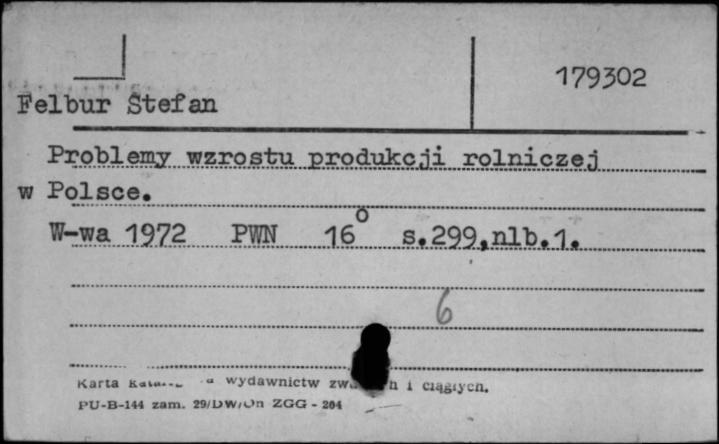 179302
Felbur Stefan
Problemy wzrostu produkcji rolniczej
w Polsce.
W-wa 1972 PWN 16° s.299,nlb.1.
6
Karta wydawnictw i ciągłych.
PU-B-144 zam. 29/DW/On ZGG - 204